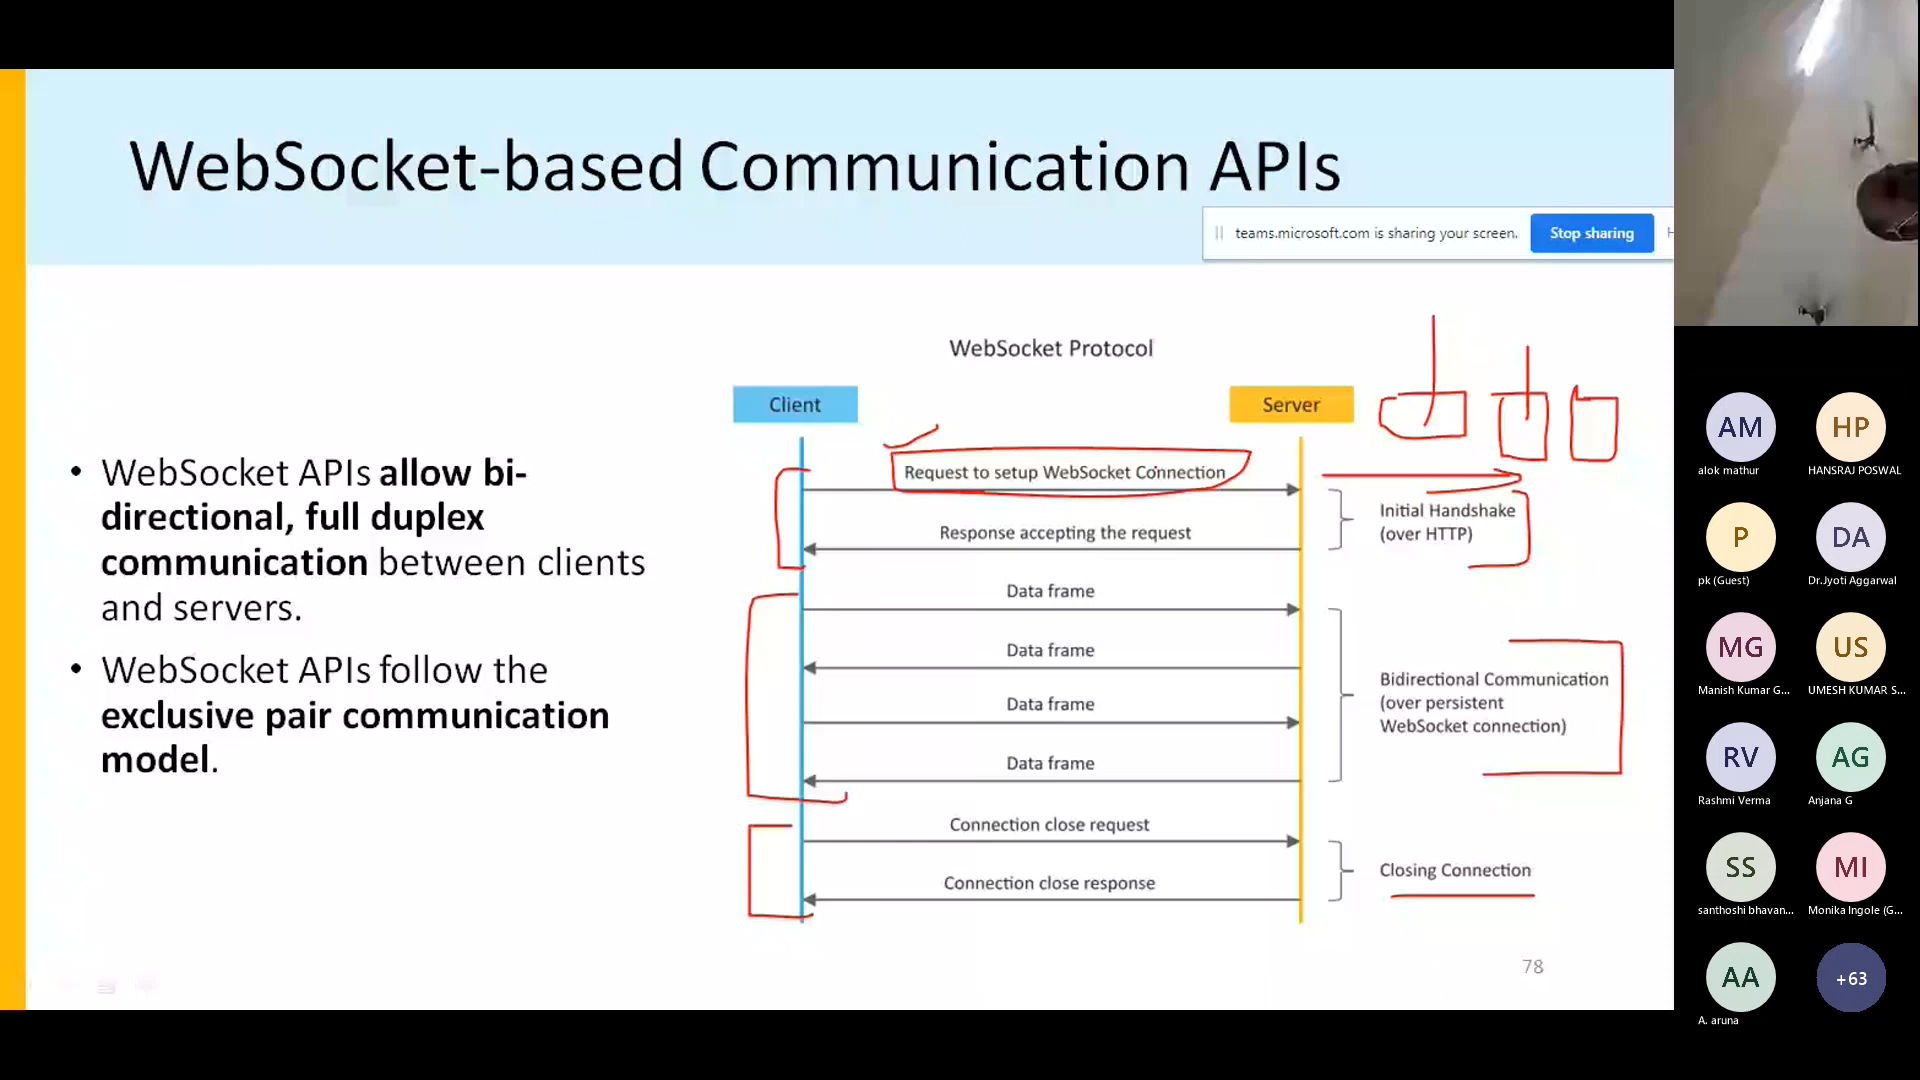 WebSocket-based Communication APIs
teams.microsoft.com is sharing your screen.
Stop sharing
WebSocket Protocol
Client
Server
• WebSocket APIs allow bi-
directional, full duplex
communication between clients
and servers.
• WebSocket APIs follow the
exclusive pair communication
model.
Request to setup WebSocket Connection
Response accepting the request
Initial Handshake
(over HTTP)
Data frame
Data frame
Data frame
Data frame
Bidirectional Communication
(over persistent
WebSocket connection)
Connection close request
Connection close response
Closing Connection
78
AM
alok mathur
HP
HANSRAJ POSWAL
P
pk (Guest)
DA
Dr.Jyoti Aggarwal
MG
Manish Kumar G...
US
UMESH KUMAR S...
RV
Rashmi Verma
AG
Anjana G
SS
santhoshi bhavan...
MI
Monika Ingole (G...
AA
A. aruna
+63